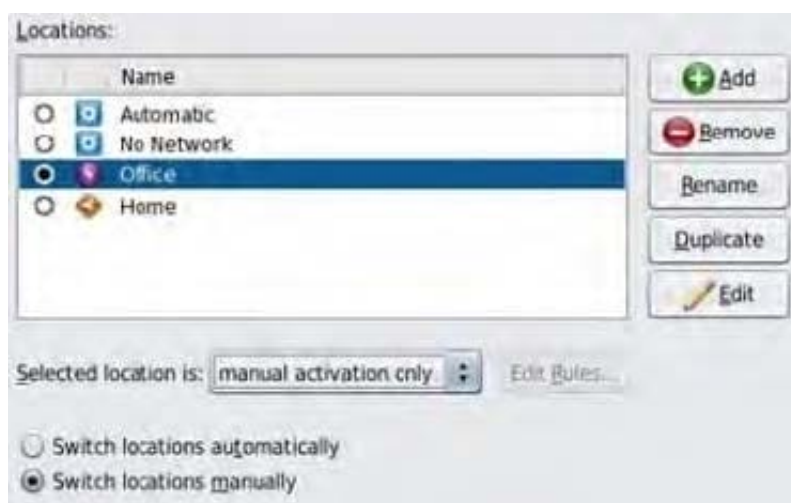 Locations:
Name
Automatic
No Network
Office
Home
Add
Remove
Rename
Duplicate
Edit
Selected location is: manual activation only Edit Rules...
Switch locations automatically
Switch locations manually